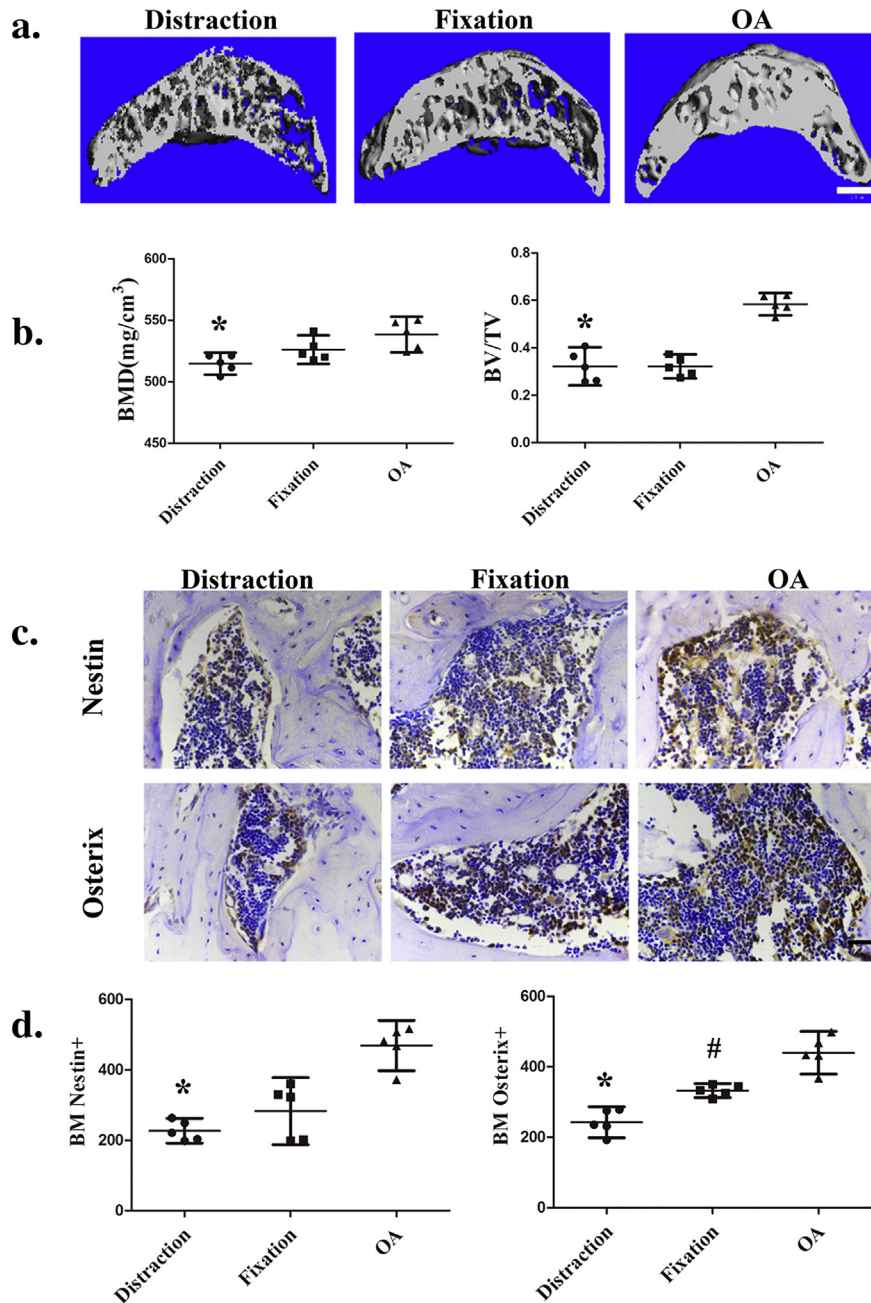 a.
Distraction Fixation OA
b.
BMD(mg/cm³)
600
550
500
450
*
Distraction Fixation OA
BV/TV
0.8
0.6
0.4
0.2
0.0
*
Distraction Fixation OA
c.
Distraction Fixation OA
Nestin
Osterix
d.
BM Nestin+
600
400
200
0
*
Distraction Fixation OA
BM Osterix+
600
400
200
0
*
#
Distraction Fixation OA